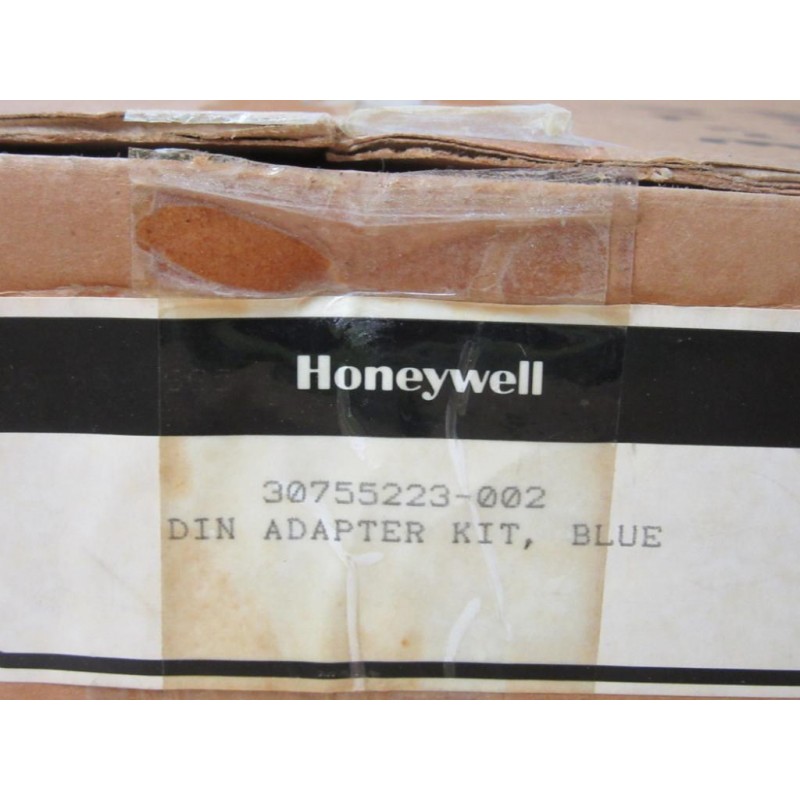 Honeywell
30755223-002
DIN ADAPTER KIT, BLUE